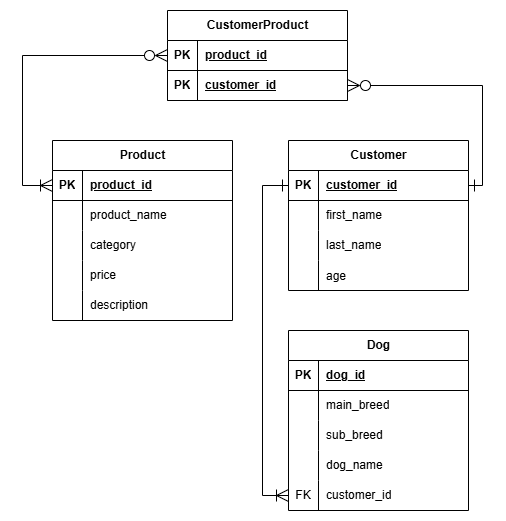 CustomerProduct
PK product_id
PK customer_id
Product
PK product_id
product_name
category
price
description
Customer
PK customer_id
first_name
last_name
age
Dog
PK dog_id
main_breed
sub_breed
dog_name
FK customer_id